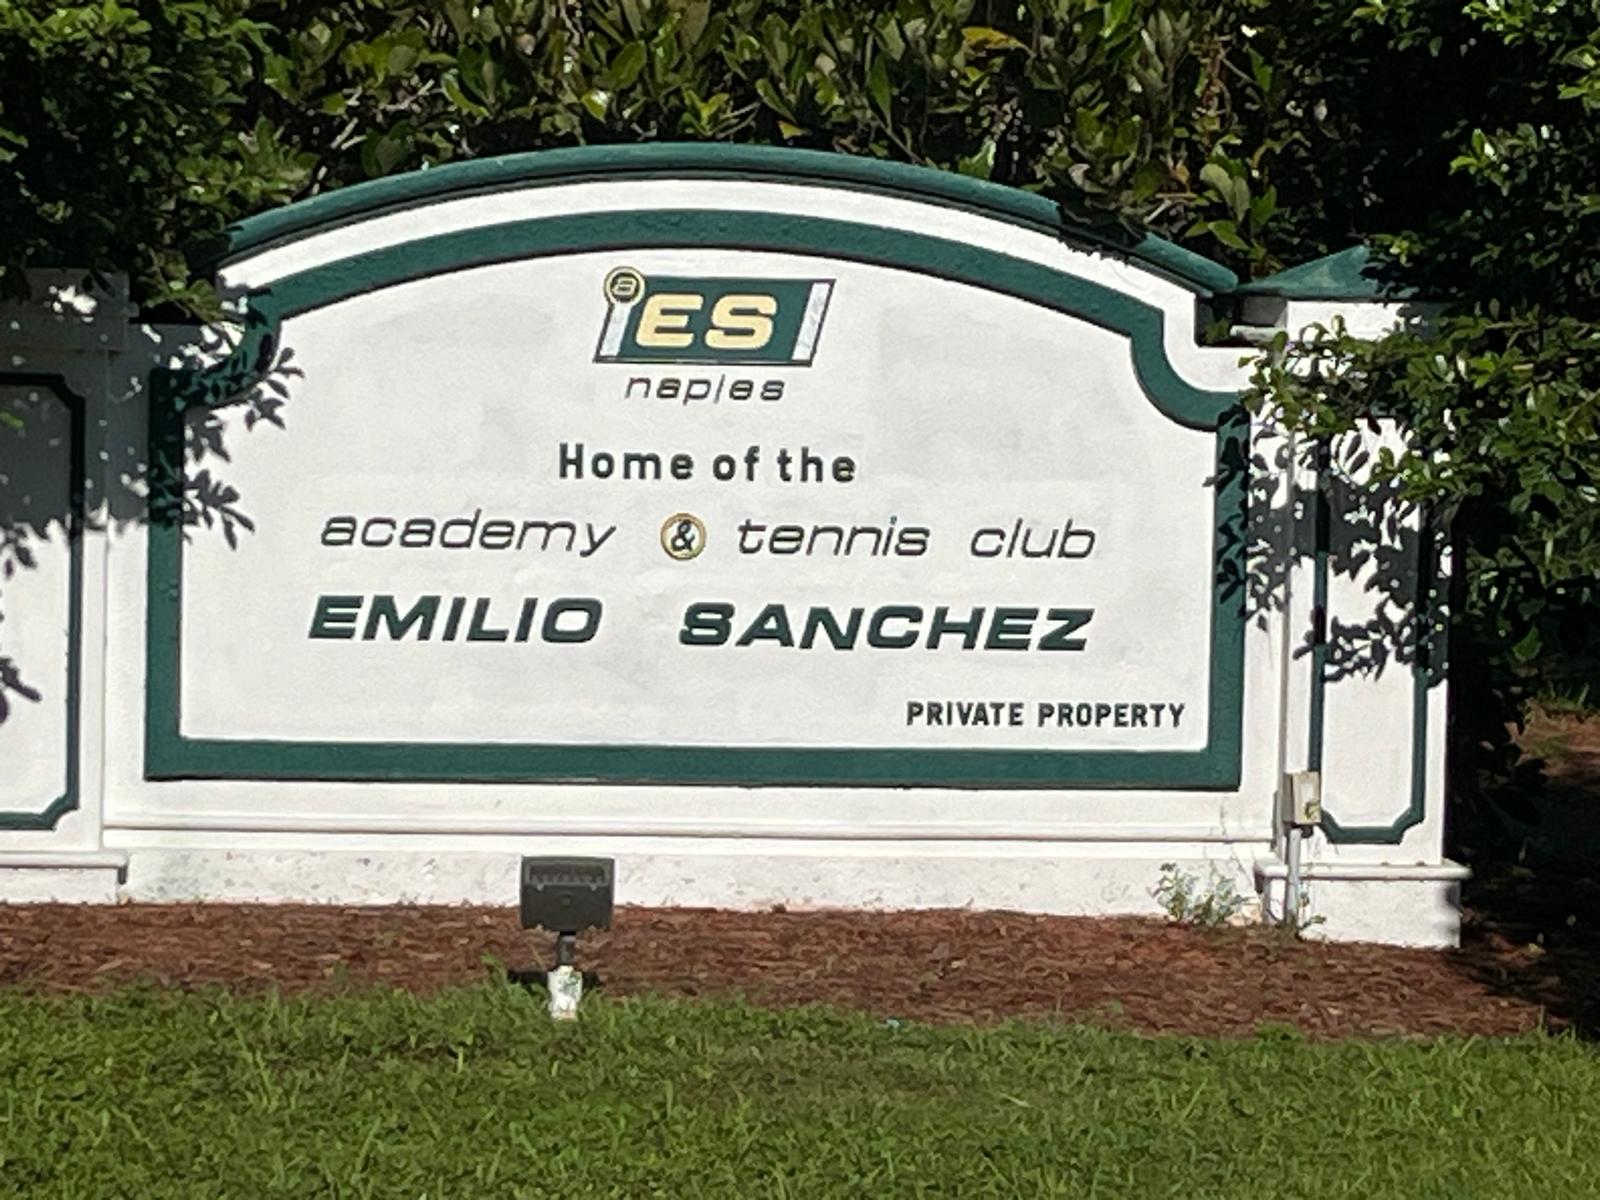 a ES
naples
Home of the
academy & tennis club
EMILIO SANCHEZ
PRIVATE PROPERTY